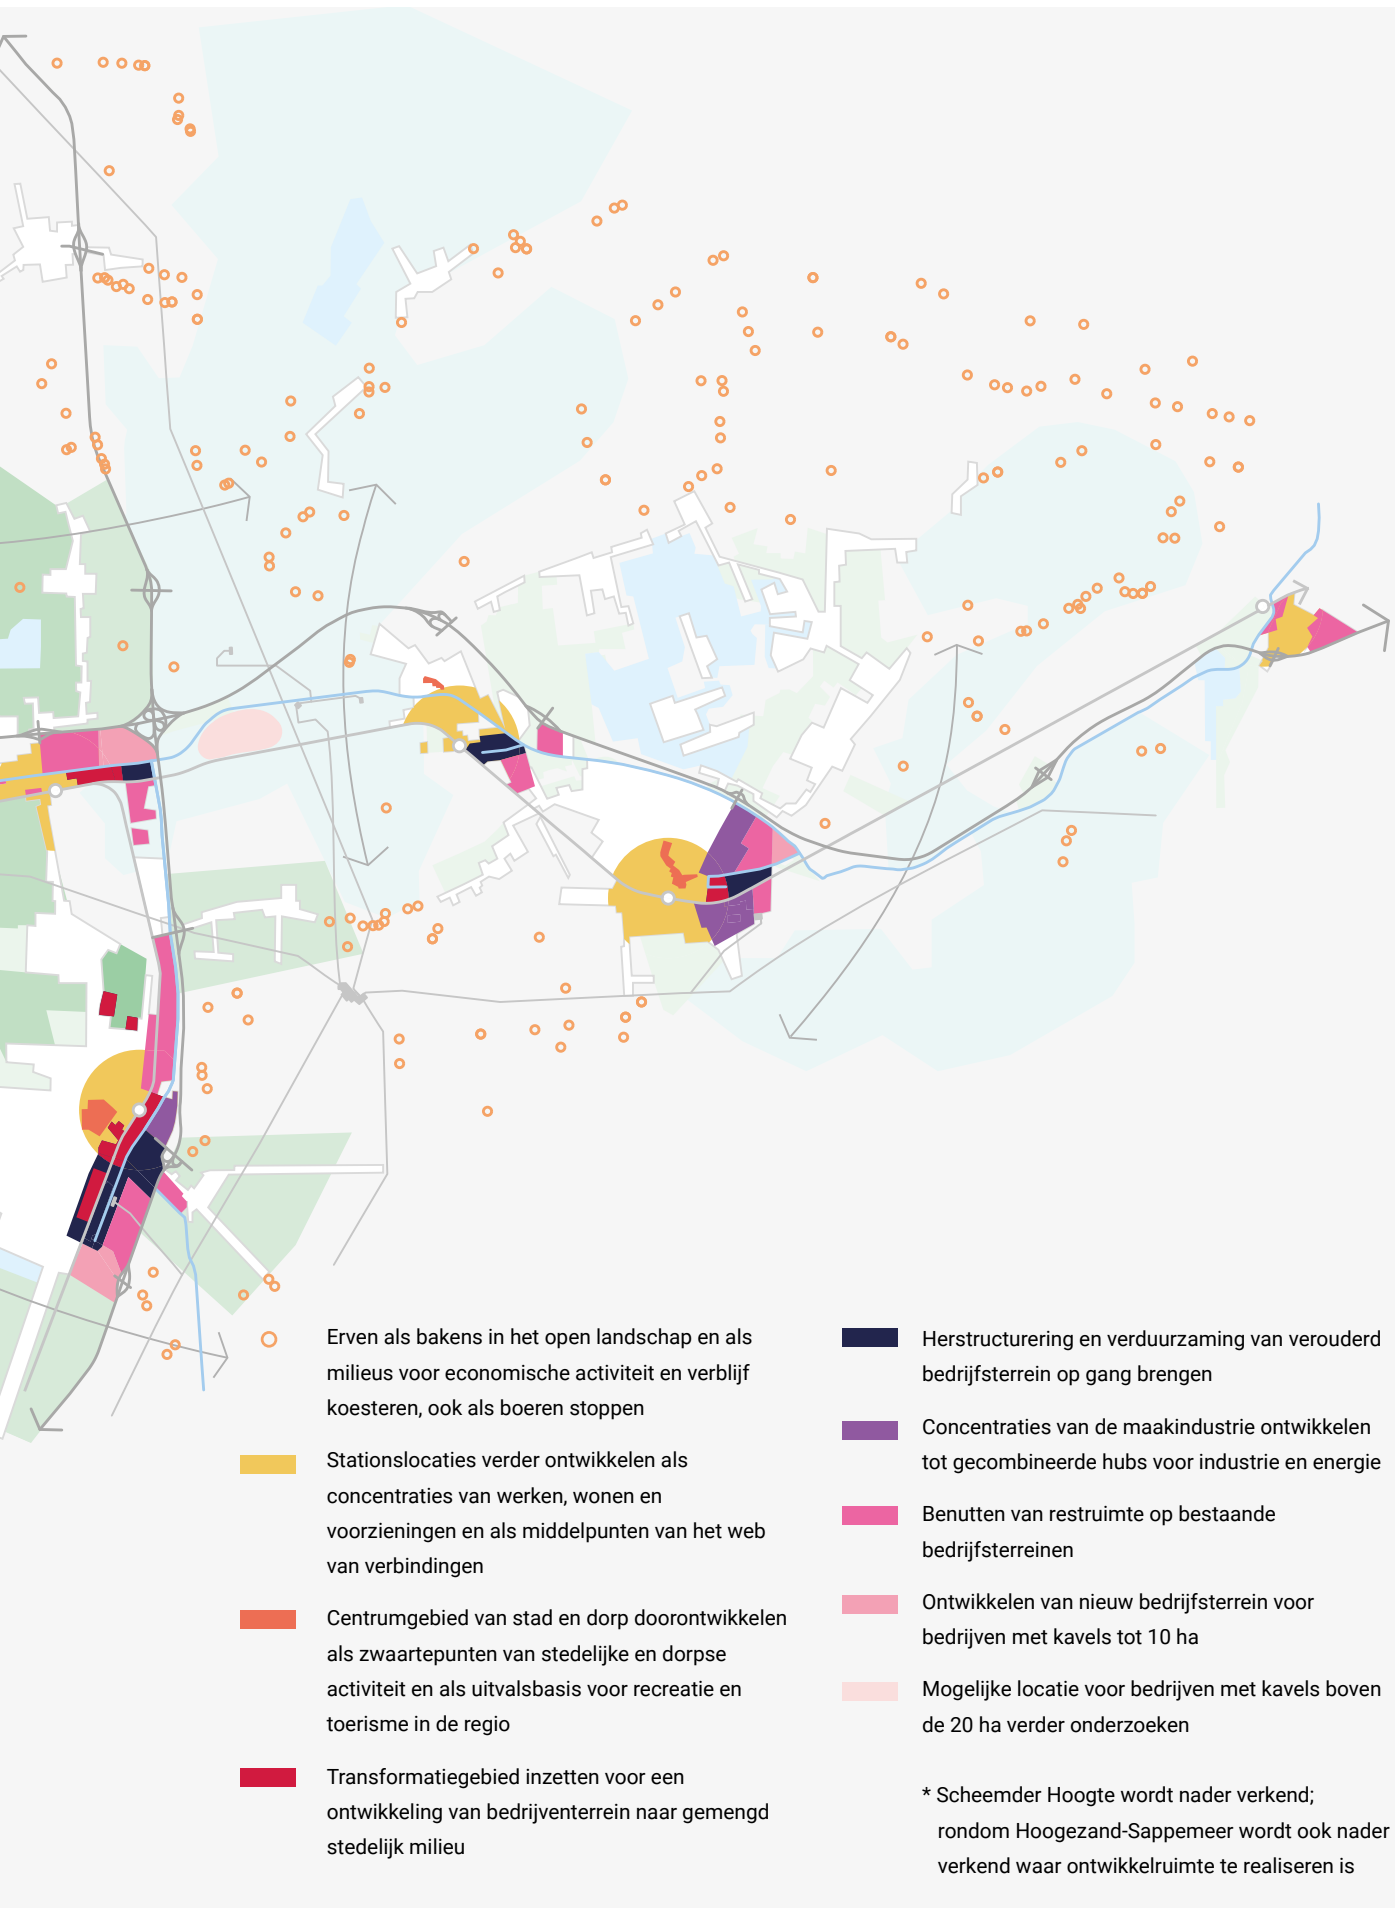 Erven als bakens in het open landschap en als
milieus voor economische activiteit en verblijf
koesteren, ook als boeren stoppen
Stationslocaties verder ontwikkelen als
concentraties van werken, wonen en
voorzieningen en als middelpunten van het web
van verbindingen
Centrumgebied van stad en dorp doorontwikkelen
als zwaartepunten van stedelijke en dorpse
activiteit en als uitvalsbasis voor recreatie en
toerisme in de regio
Transformatiegebied inzetten voor een
ontwikkeling van bedrijventerrein naar gemengd
stedelijk milieu
Herstructurering en verduurzaming van verouderd
bedrijfsterrein op gang brengen
Concentraties van de maakindustrie ontwikkelen
tot gecombineerde hubs voor industrie en energie
Benutten van restruimte op bestaande
bedrijfsterreinen
Ontwikkelen van nieuw bedrijfsterrein voor
bedrijven met kavels tot 10 ha
Mogelijke locatie voor bedrijven met kavels boven
de 20 ha verder onderzoeken
* Scheemder Hoogte wordt nader verkend;
rondom Hoogezand-Sappemeer wordt ook nader
verkend waar ontwikkelruimte te realiseren is